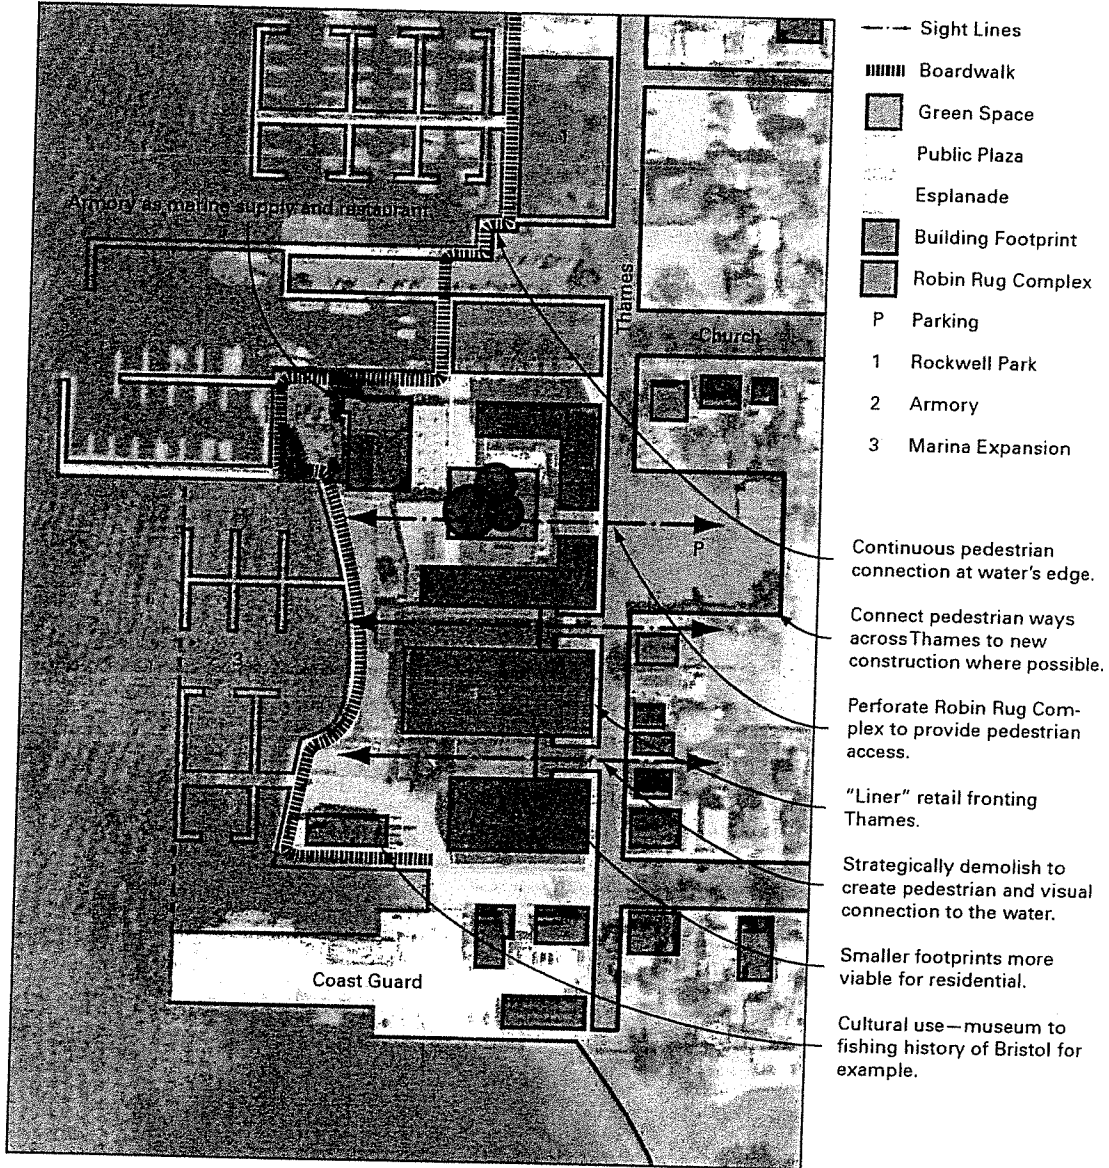 Sight Lines
Boardwalk
Green Space
Public Plaza
Esplanade
Building Footprint
Robin Rug Complex
P Parking
1 Rockwell Park
2 Armory
3 Marina Expansion
1
Armory as marine supply and restaurant
Thames
Church
P
3
Coast Guard
Continuous pedestrian
connection at water's edge.
Connect pedestrian ways
across Thames to new
construction where possible.
Perforate Robin Rug Com-
plex to provide pedestrian
access.
"Liner" retail fronting
Thames.
Strategically demolish to
create pedestrian and visual
connection to the water.
Smaller footprints more
viable for residential.
Cultural use—museum to
fishing history of Bristol for
example.